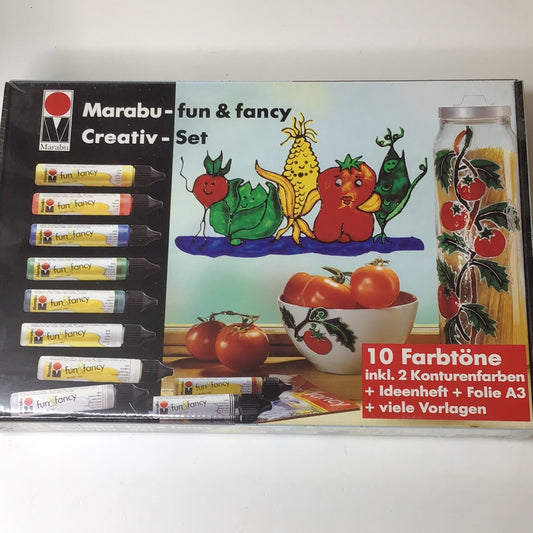 Marabu
Marabu - fun & fancy
Creativ - Set
fun & fancy
fun & fancy
fun & fancy
fun & fancy
fun & fancy
fun & fancy
fun & fancy
fun & fancy
fun & fancy
fun & fancy
10 Farbtöne
inkl. 2 Konturenfarben
+ Ideenheft + Folie A3
+ viele Vorlagen